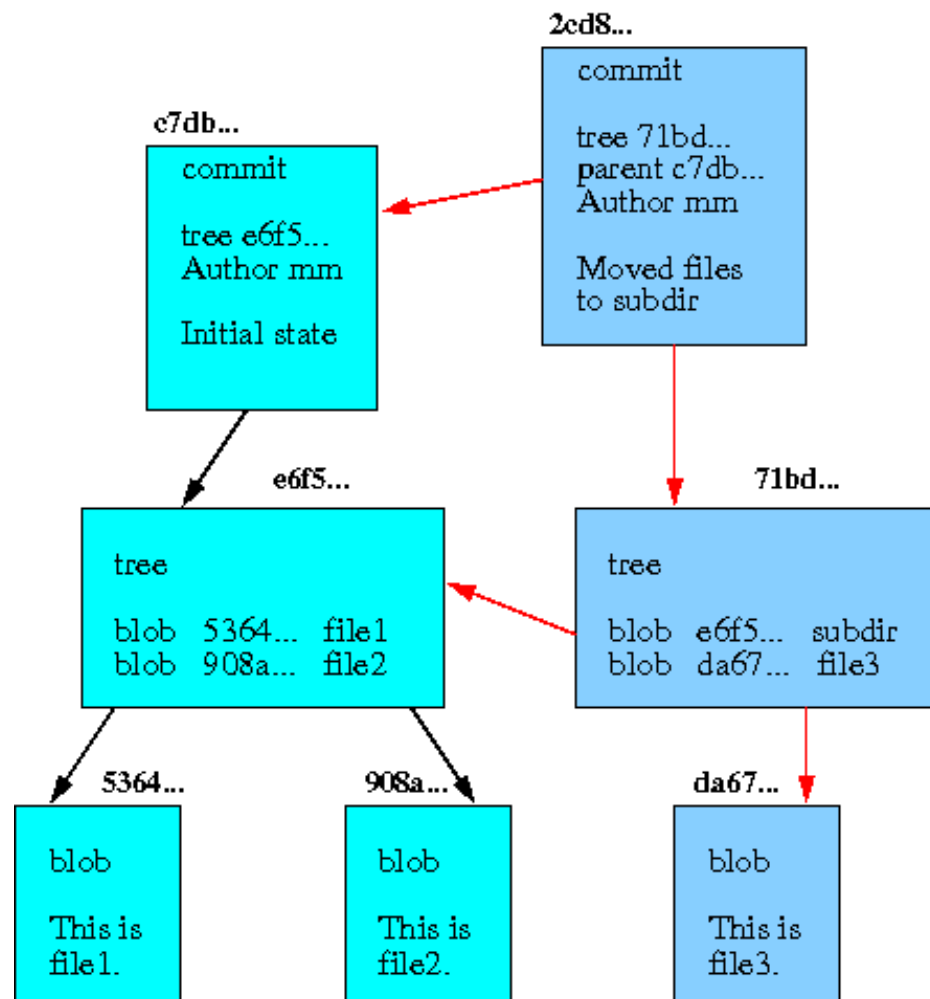 2cd8...
commit
tree 71bd...
parent c7db...
Author mm
Moved files
to subdir
c7db...
commit
tree e6f5...
Author mm
Initial state
e6f5...
tree
blob 5364... file1
blob 908a... file2
71bd...
tree
blob e6f5... subdir
blob da67... file3
5364...
blob
This is
file1.
908a...
blob
This is
file2.
da67...
blob
This is
file3.